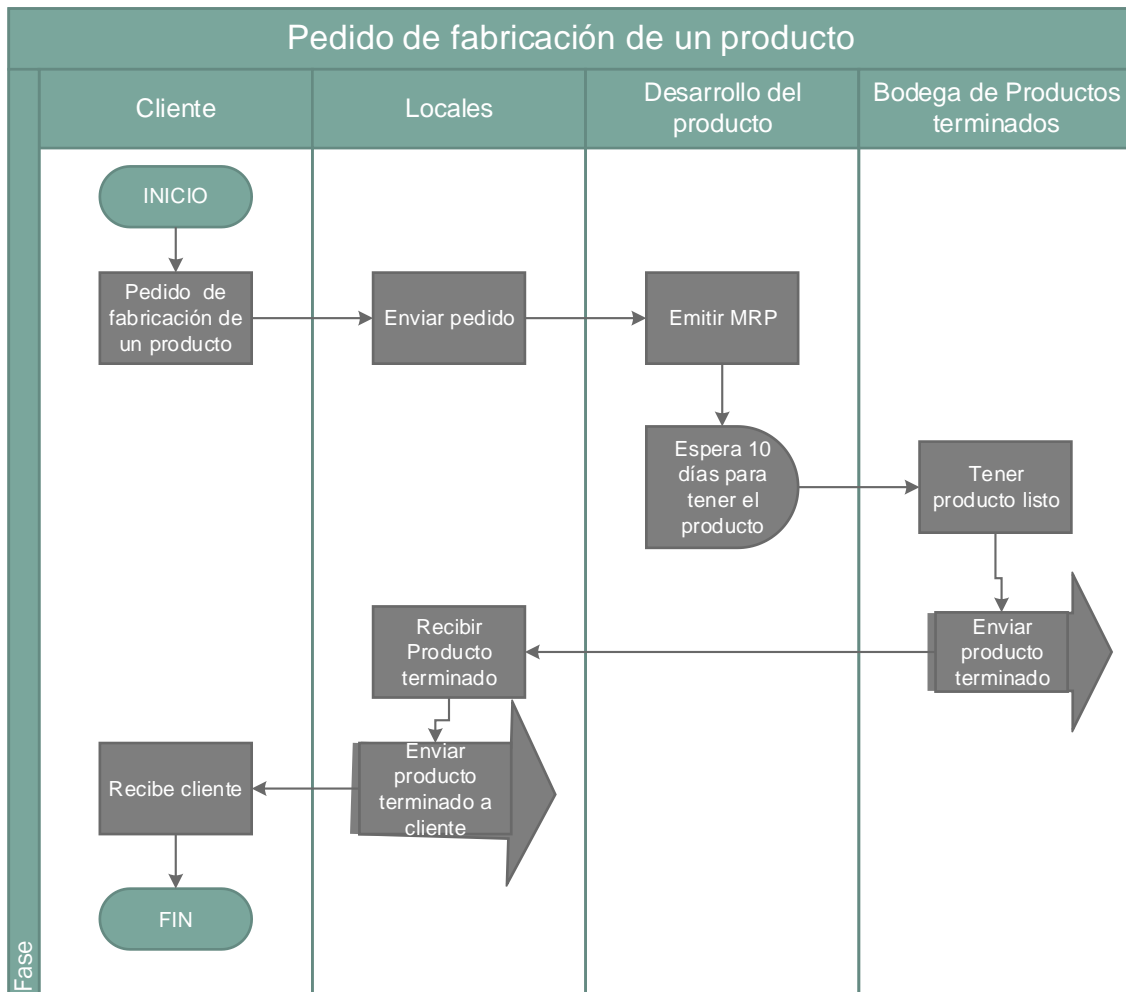 Pedido de fabricación de un producto
Cliente
Locales
Desarrollo del
producto
Bodega de Productos
terminados
INICIO
Pedido de
fabricación de
un producto
Enviar pedido
Emitir MRP
Espera 10
días para
tener el
producto
Tener
producto listo
Enviar
producto
terminado
Recibir
Producto
terminado
Enviar
producto
terminado a
cliente
Recibe cliente
FIN
Fase